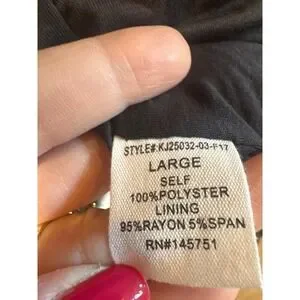 STYLE#:KJ25032-03-F17
LARGE
SELF
100%POLYSTER
LINING
95%RAYON 5%SPAN
RN#145751